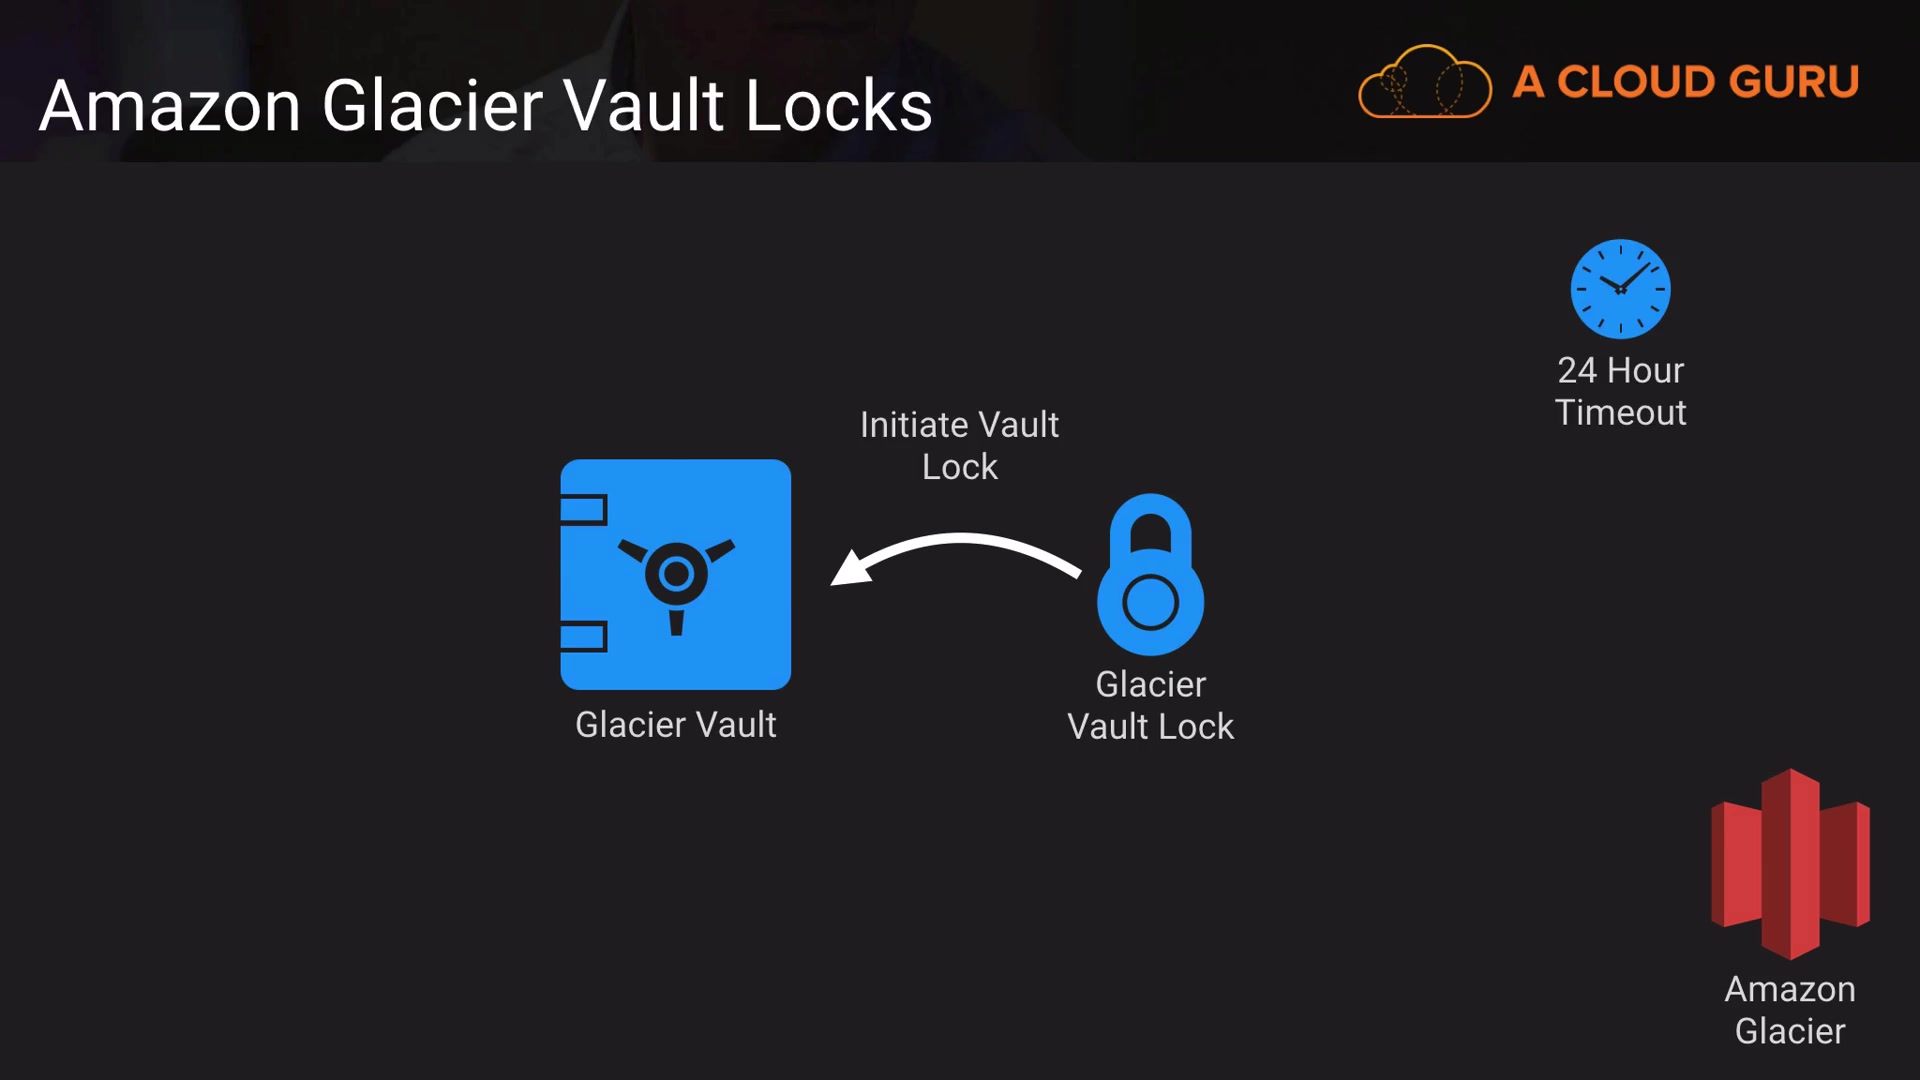 Amazon Glacier Vault Locks
A CLOUD GURU
24 Hour
Timeout
Initiate Vault
Lock
Glacier Vault
Glacier
Vault Lock
Amazon
Glacier